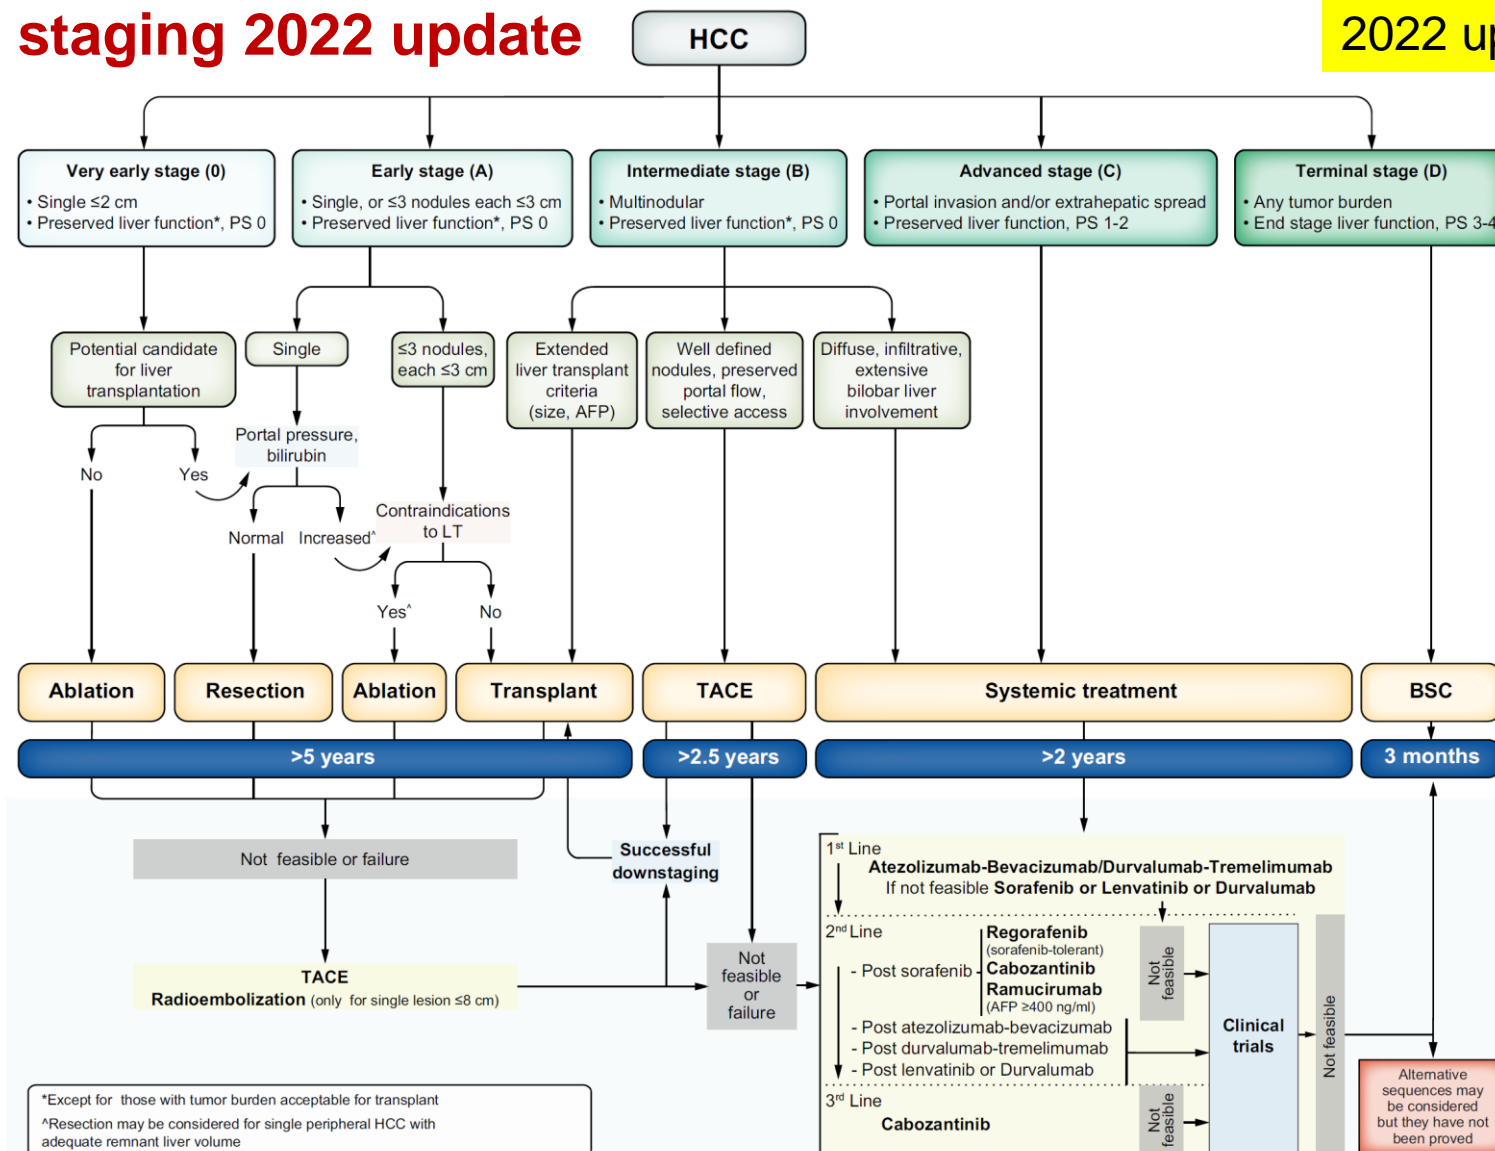 staging 2022 update
HCC
2022 up
Very early stage (0)
• Single ≤2 cm
• Preserved liver function*, PS 0
Early stage (A)
• Single, or ≤3 nodules each ≤3 cm
• Preserved liver function*, PS 0
Intermediate stage (B)
• Multinodular
• Preserved liver function*, PS 0
Advanced stage (C)
• Portal invasion and/or extrahepatic spread
• Preserved liver function, PS 1-2
Terminal stage (D)
• Any tumor burden
• End stage liver function, PS 3-4
Potential candidate
for liver
transplantation
Single
≤3 nodules,
each ≤3 cm
Extended
liver transplant
criteria
(size, AFP)
Well defined
nodules, preserved
portal flow,
selective access
Diffuse, infiltrative,
extensive
bilobar liver
involvement
Portal pressure,
bilirubin
No
Yes
Contraindications
to LT
Normal
Increased^
Yes^
No
Ablation
Resection
Ablation
Transplant
TACE
Systemic treatment
BSC
>5 years
>2.5 years
>2 years
3 months
Not feasible or failure
Successful
downstaging
TACE
Radioembolization (only for single lesion ≤8 cm)
Not
feasible
or
failure
1st Line
Atezolizumab-Bevacizumab/Durvalumab-Tremelimumab
If not feasible Sorafenib or Lenvatinib or Durvalumab
2nd Line
- Post sorafenib
Regorafenib
(sorafenib-tolerant)
Cabozantinib
Ramucirumab
(AFP ≥400 ng/ml)
- Post atezolizumab-bevacizumab
- Post durvalumab-tremelimumab
- Post lenvatinib or Durvalumab
Not
feasible
Clinical
trials
Not feasible
3rd Line
Cabozantinib
Not
feasible
Alternative
sequences may
be considered
but they have not
been proved
*Except for those with tumor burden acceptable for transplant
^Resection may be considered for single peripheral HCC with
adequate remnant liver volume